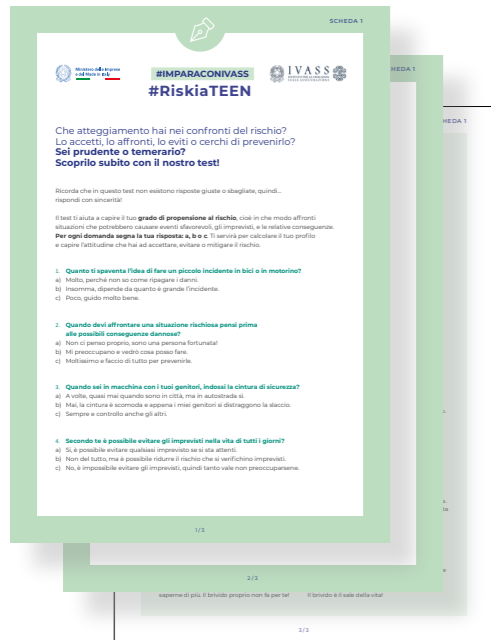 SCHEDA 1
Ministero delle Imprese
e del Made in Italy
#IMPARACONIVASS
IVASS
#RiskiaTEEN
Che atteggiamento hai nei confronti del rischio?
Lo accetti, lo affronti, lo eviti o cerchi di prevenirlo?
Sei prudente o temerario?
Scoprilo subito con il nostro test!
Ricorda che in questo test non esistono risposte giuste o sbagliate, quindi...
rispondi con sincerità!
Il test ti aiuta a capire il tuo grado di propensione al rischio, cioè in che modo affronti
situazioni che potrebbero causare eventi sfavorevoli, gli imprevisti, e le relative conseguenze.
Per ogni domanda segna la tua risposta: a, b o c. Ti servirà per calcolare il tuo profilo
e capire l'attitudine che hai ad accettare, evitare o mitigare il rischio.
1. Quanto ti spaventa l'idea di fare un piccolo incidente in bici o in motorino?
a) Molto, perché non so come ripagare i danni.
b) Insomma, dipende da quanto è grande l'incidente.
c) Poco, guido molto bene.
2. Quando devi affrontare una situazione rischiosa pensi prima
alle possibili conseguenze dannose?
a) Non ci penso proprio, sono una persona fortunata!
b) Mi preoccupano e vedrò cosa posso fare.
c) Moltissimo e faccio di tutto per prevenirle.
3. Quando sei in macchina con i tuoi genitori, indossi la cintura di sicurezza?
a) A volte, quasi mai quando sono in città, ma in autostrada sì.
b) Mai, la cintura è scomoda e appena i miei genitori si distraggono la slaccio.
c) Sempre e controllo anche gli altri.
4. Secondo te è possibile evitare gli imprevisti nella vita di tutti i giorni?
a) Sì, è possibile evitare qualsiasi imprevisto se si sta attenti.
b) Non del tutto, ma è possibile ridurre il rischio che si verifichino imprevisti.
c) No, è impossibile evitare gli imprevisti, quindi tanto vale non preoccuparsene.
1/3
HEDA 1
2/3
HEDA 1
saperne di più. Il brivido proprio non fa per te!
Il brivido è il sale della vita!
3/3